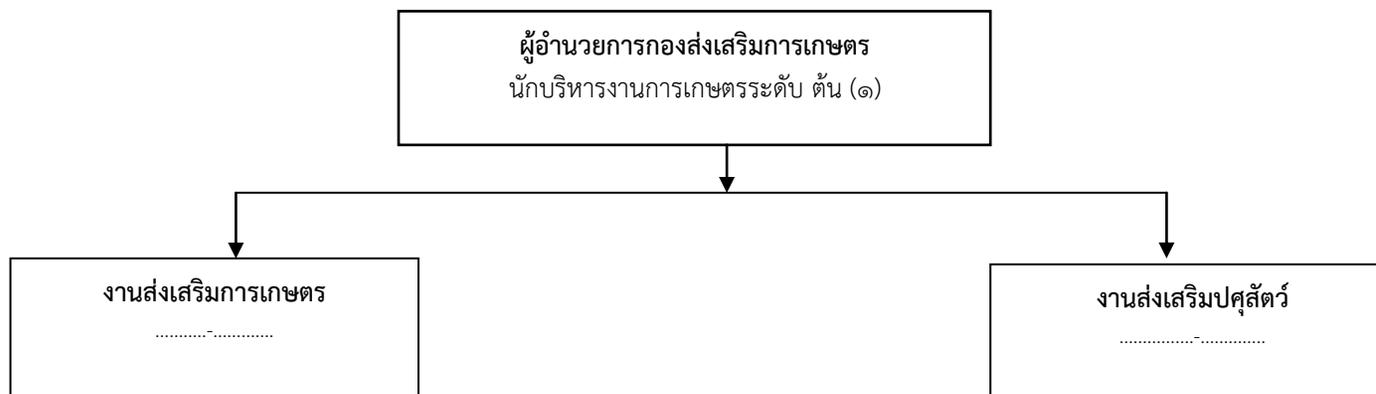 ผู้อำนวยการกองส่งเสริมการเกษตร
นักบริหารงานการเกษตรระดับ ต้น (๑)
งานส่งเสริมการเกษตร
...........-.............
งานส่งเสริมปศุสัตว์
................-..............